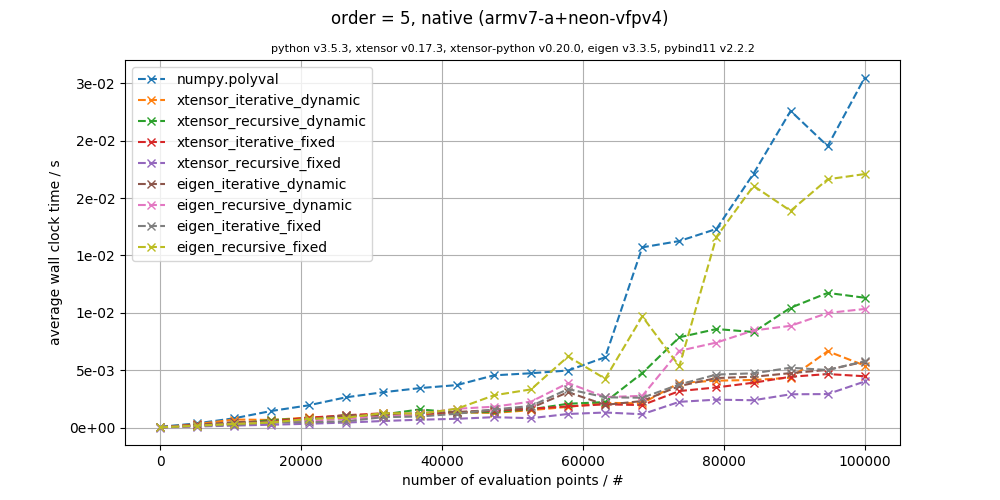 order = 5, native (armv7-a+neon-vfpv4)
python v3.5.3, xtensor v0.17.3, xtensor-python v0.20.0, eigen v3.3.5, pybind11 v2.2.2
3e-02
2e-02
2e-02
1e-02
1e-02
5e-03
0e+00
average wall clock time / s
numpy.polyval
xtensor_iterative_dynamic
xtensor_recursive_dynamic
xtensor_iterative_fixed
xtensor_recursive_fixed
eigen_iterative_dynamic
eigen_recursive_dynamic
eigen_iterative_fixed
eigen_recursive_fixed
0 20000 40000 60000 80000 100000
number of evaluation points / #